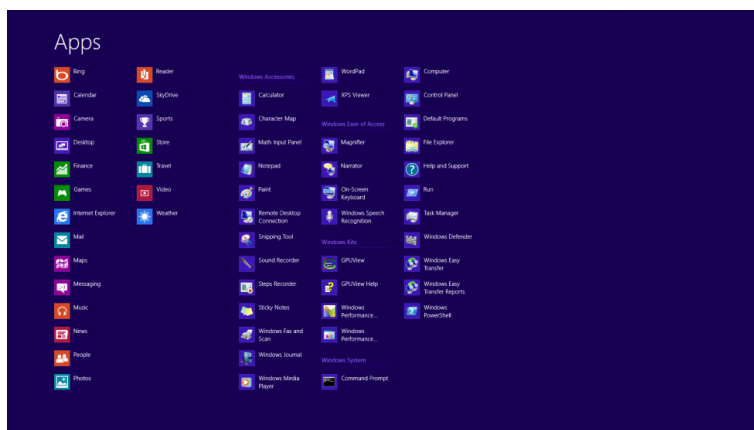 Apps
Bing
Calendar
Camera
Desktop
Finance
Games
Internet Explorer
Mail
Maps
Messaging
Music
News
People
Photos
Reader
SkyDrive
Sports
Store
Travel
Video
Weather
Windows Accessories
Calculator
Character Map
Math Input Panel
Notepad
Paint
Remote Desktop
Connection
Snipping Tool
Sound Recorder
Steps Recorder
Sticky Notes
Windows Fax and
Scan
Windows Journal
Windows Media
Player
WordPad
XPS Viewer
Windows Ease of Access
Magnifier
Narrator
On-Screen
Keyboard
Windows Speech
Recognition
Windows Kits
GPUView
GPUView Help
Windows
Performance...
Windows
Performance...
Windows System
Command Prompt
Computer
Control Panel
Default Programs
File Explorer
Help and Support
Run
Task Manager
Windows Defender
Windows Easy
Transfer
Windows Easy
Transfer Reports
Windows
PowerShell